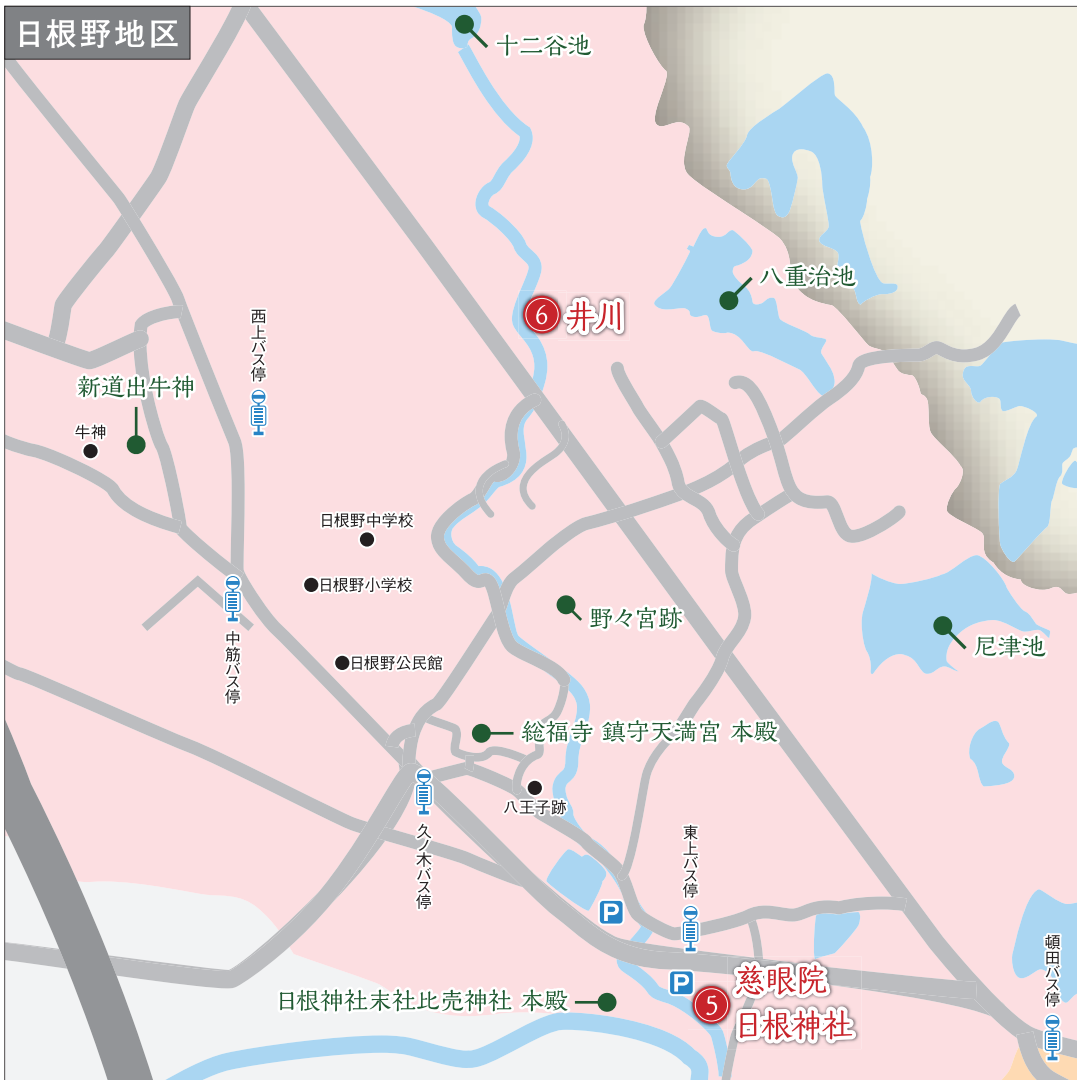 日根野地区
十二谷池
八重治池
6 井川
西上バス停
新道出牛神
牛神
日根野中学校
日根野小学校
中筋バス停
野々宮跡
尼津池
日根野公民館
総福寺 鎮守天満宮 本殿
八王子跡
久ノ木バス停
東上バス停
P
P
頓田バス停
5 慈眼院
日根神社
日根神社末社比売神社 本殿